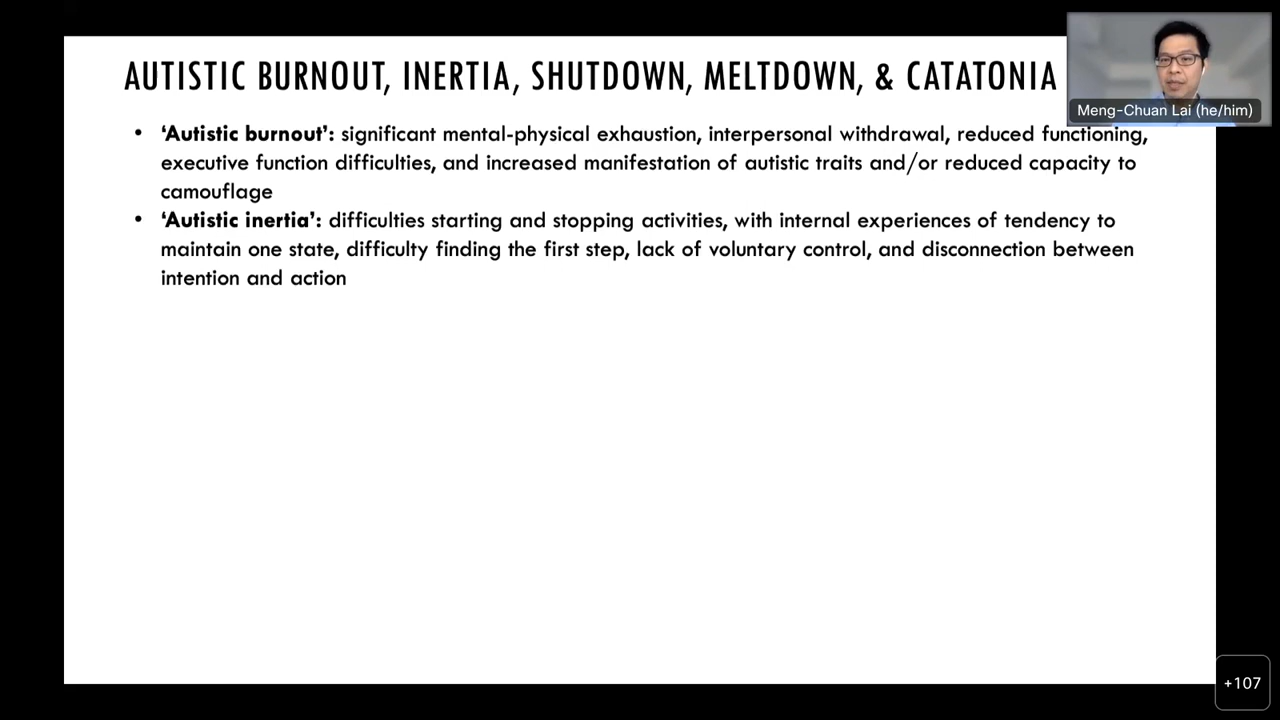 AUTISTIC BURNOUT, INERTIA, SHUTDOWN, MELTDOWN, & CATATONIA
Meng-Chuan Lai (he/him)
• ‘Autistic burnout’: significant mental-physical exhaustion, interpersonal withdrawal, reduced functioning,
executive function difficulties, and increased manifestation of autistic traits and/or reduced capacity to
camouflage
• ‘Autistic inertia’: difficulties starting and stopping activities, with internal experiences of tendency to
maintain one state, difficulty finding the first step, lack of voluntary control, and disconnection between
intention and action
+107